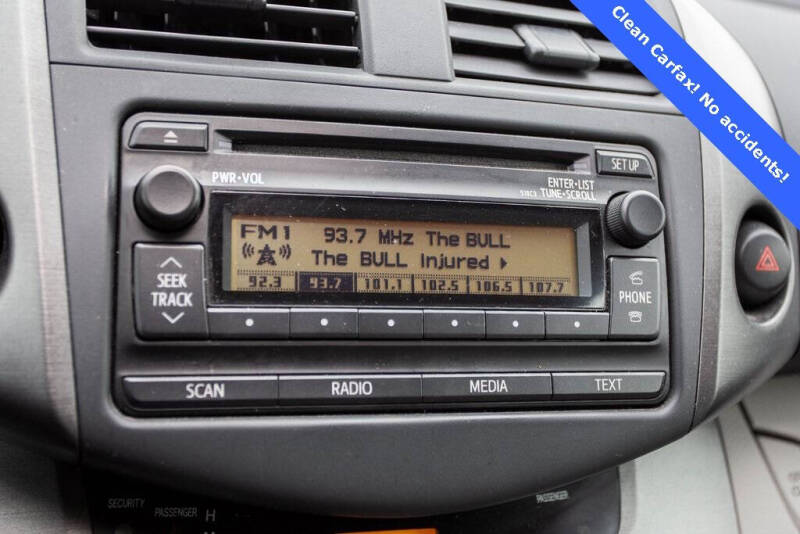 Clean Carfax! No accidents!
SET UP
PWR•VOL
ENTER•LIST
518C3 TUNE•SCROLL
FM1 93.7 MHz The BULL
The BULL Injured
92.3 93.7 101.1 102.5 106.5 107.7
SEEK
TRACK
PHONE
SCAN RADIO MEDIA TEXT
SECURITY PASSENGER H
PASSENGER